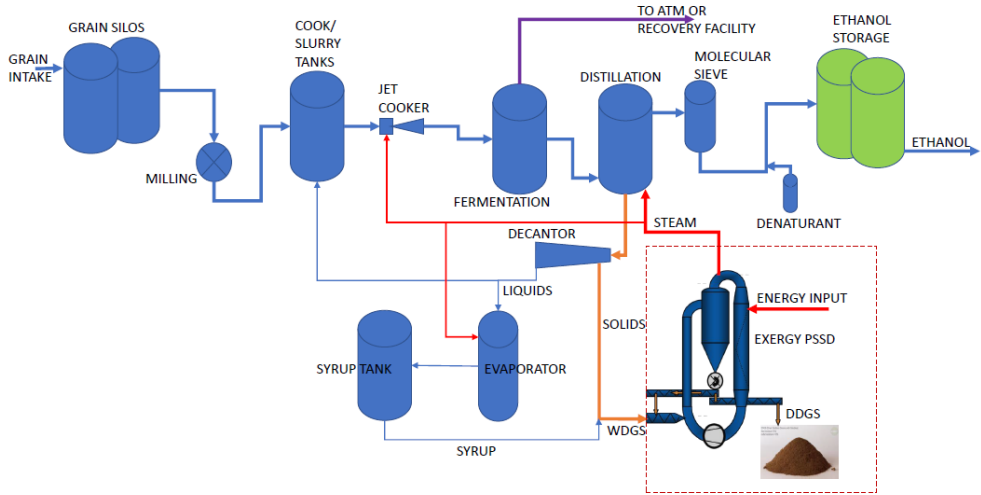 TO ATM OR
RECOVERY FACILITY
GRAIN SILOS
COOK/
SLURRY
TANKS
ETHANOL
STORAGE
GRAIN
INTAKE
JET
COOKER
DISTILLATION
MOLECULAR
SIEVE
ETHANOL
MILLING
FERMENTATION
DENATURANT
STEAM
DECANTOR
LIQUIDS
ENERGY INPUT
SOLIDS
EXERGY PSSD
SYRUP TANK
EVAPORATOR
WDGS
DDGS
SYRUP